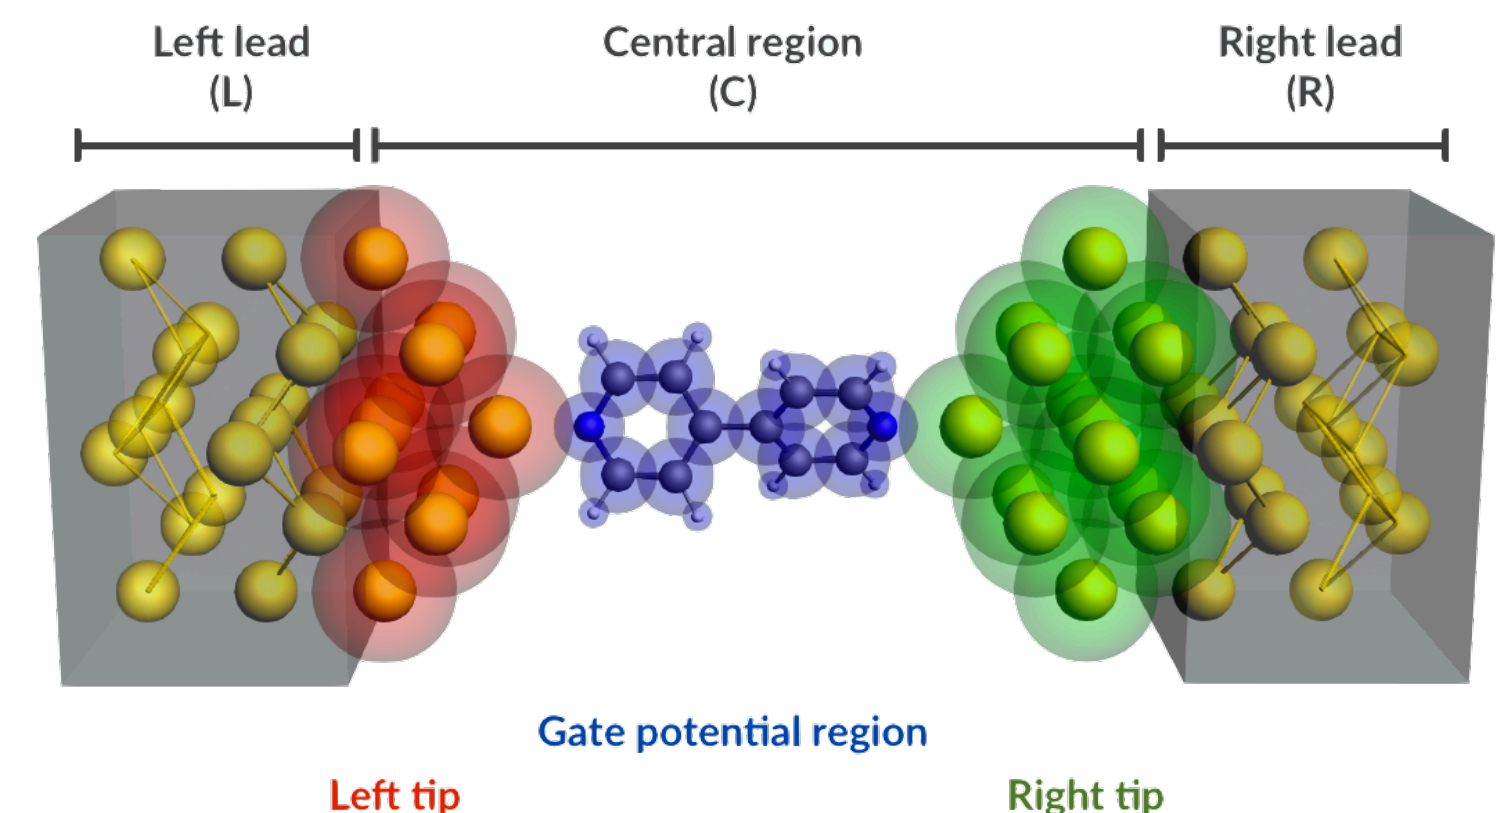 Left lead
(L)
Central region
(C)
Right lead
(R)
Gate potential region
Left tip
Right tip